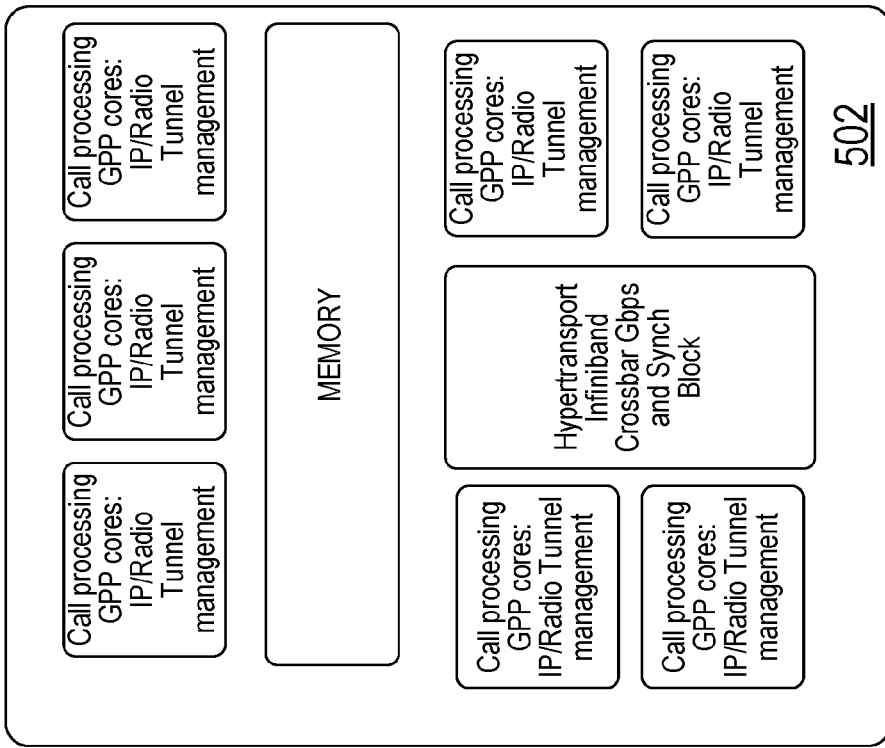 Call processing
GPP cores:
IP/Radio
Tunnel
management
Call processing
GPP cores:
IP/Radio
Tunnel
management
Call processing
GPP cores:
IP/Radio
Tunnel
management
MEMORY
Call processing
GPP cores:
IP/Radio Tunnel
management
Hypertransport
Infiniband
Crossbar Gbps
and Synch
Block
Call processing
GPP cores:
IP/Radio
Tunnel
management
Call processing
GPP cores:
IP/Radio Tunnel
management
Call processing
GPP cores:
IP/Radio
Tunnel
management
502